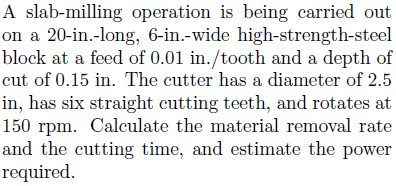 A slab-milling operation is being carried out
on a 20-in.-long, 6-in.-wide high-strength-steel
block at a feed of 0.01 in./tooth and a depth of
cut of 0.15 in. The cutter has a diameter of 2.5
in, has six straight cutting teeth, and rotates at
150 rpm. Calculate the material removal rate
and the cutting time, and estimate the power
required.